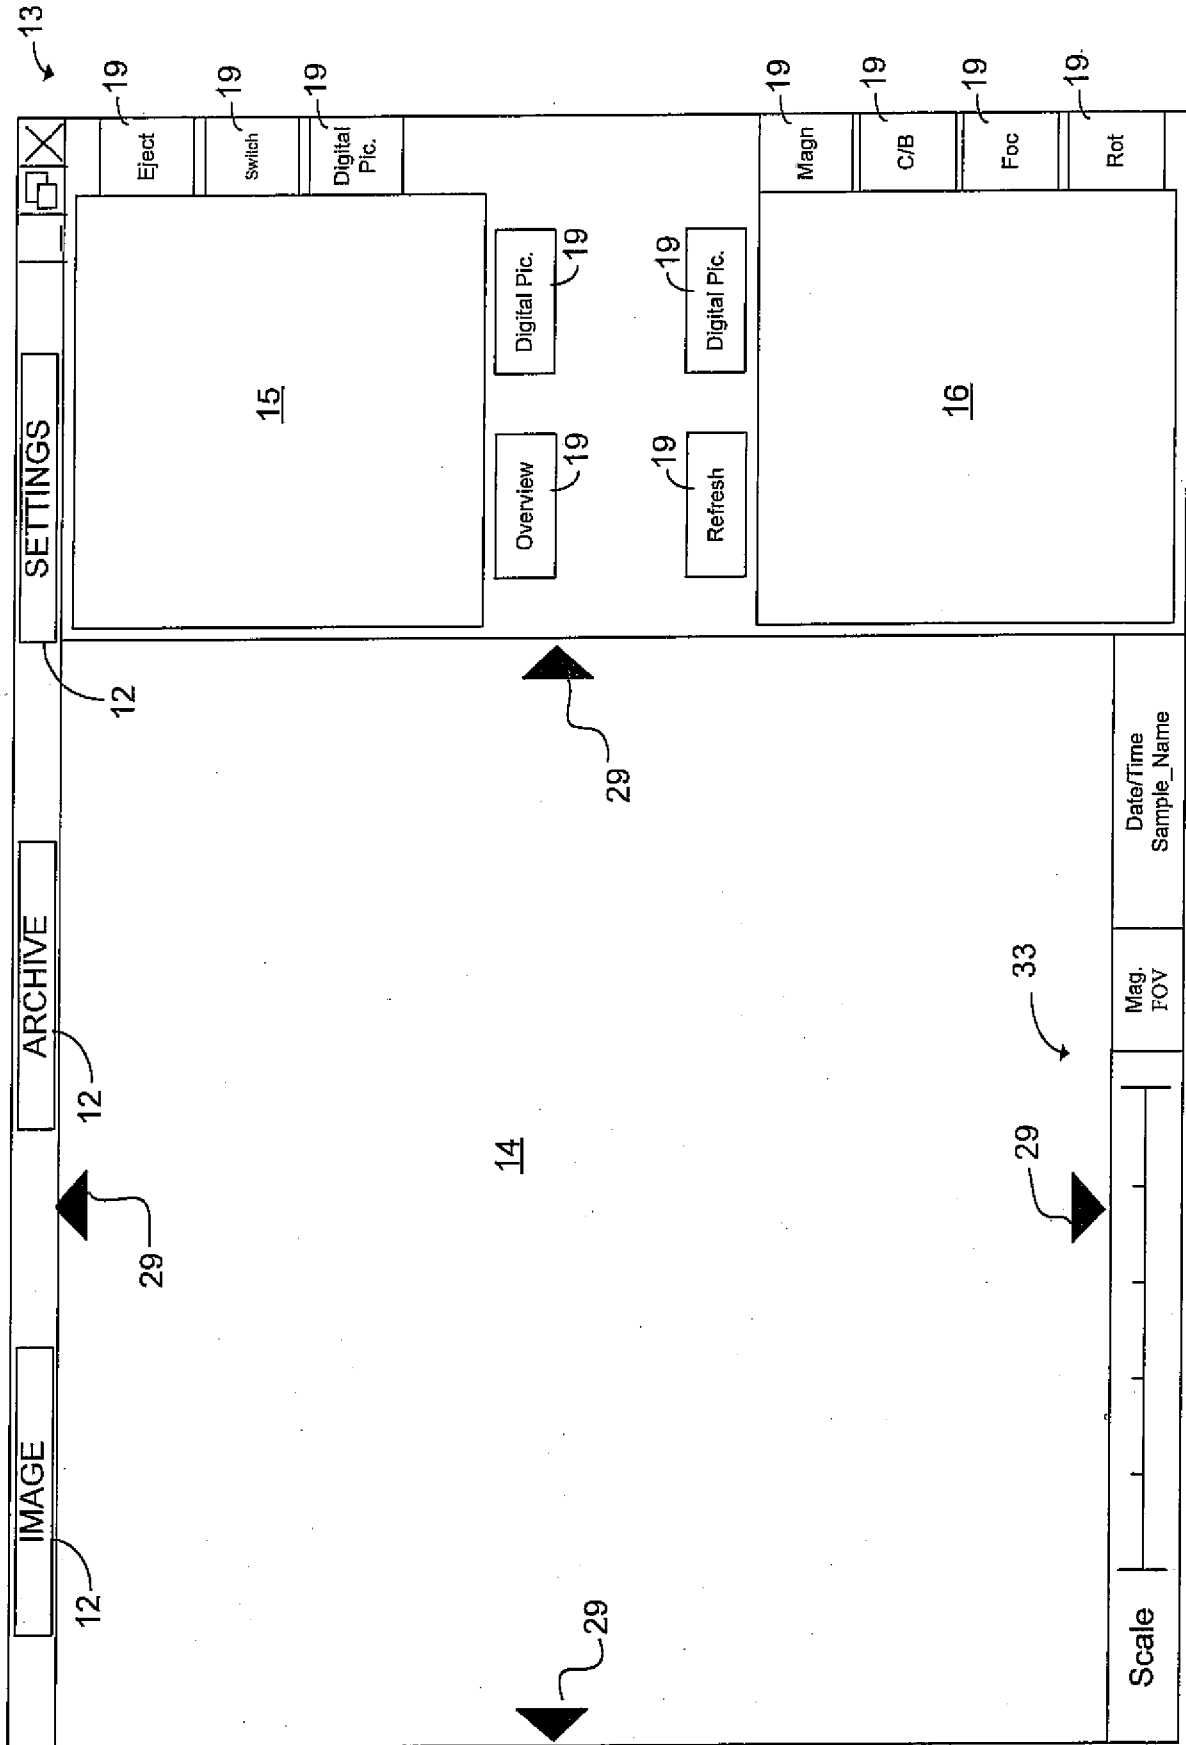 13
IMAGE
ARCHIVE
SETTINGS
12
12
12
29
29
29
29
14
15
16
Eject
19
Switch
19
Digital
Pic.
19
Overview
19
Digital Pic.
19
Refresh
19
Digital Pic.
19
Magn
19
C/B
19
Foc
19
Rot
19
33
Scale
Mag.
FOV
Date/Time
Sample_Name